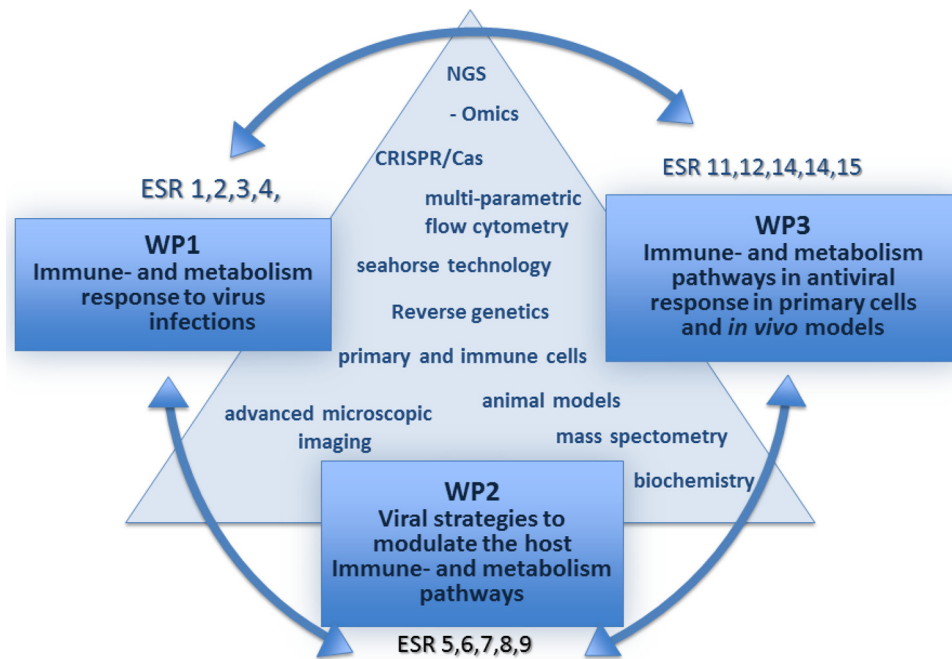 NGS
- Omics
CRISPR/Cas
multi-parametric
flow cytometry
seahorse technology
Reverse genetics
primary and immune cells
animal models
advanced microscopic
imaging
mass spectometry
biochemistry
ESR 1,2,3,4,
WP1
Immune- and metabolism
response to virus
infections
ESR 11,12,14,14,15
WP3
Immune- and metabolism
pathways in antiviral
response in primary cells
and in vivo models
WP2
Viral strategies to
modulate the host
Immune- and metabolism
pathways
ESR 5,6,7,8,9